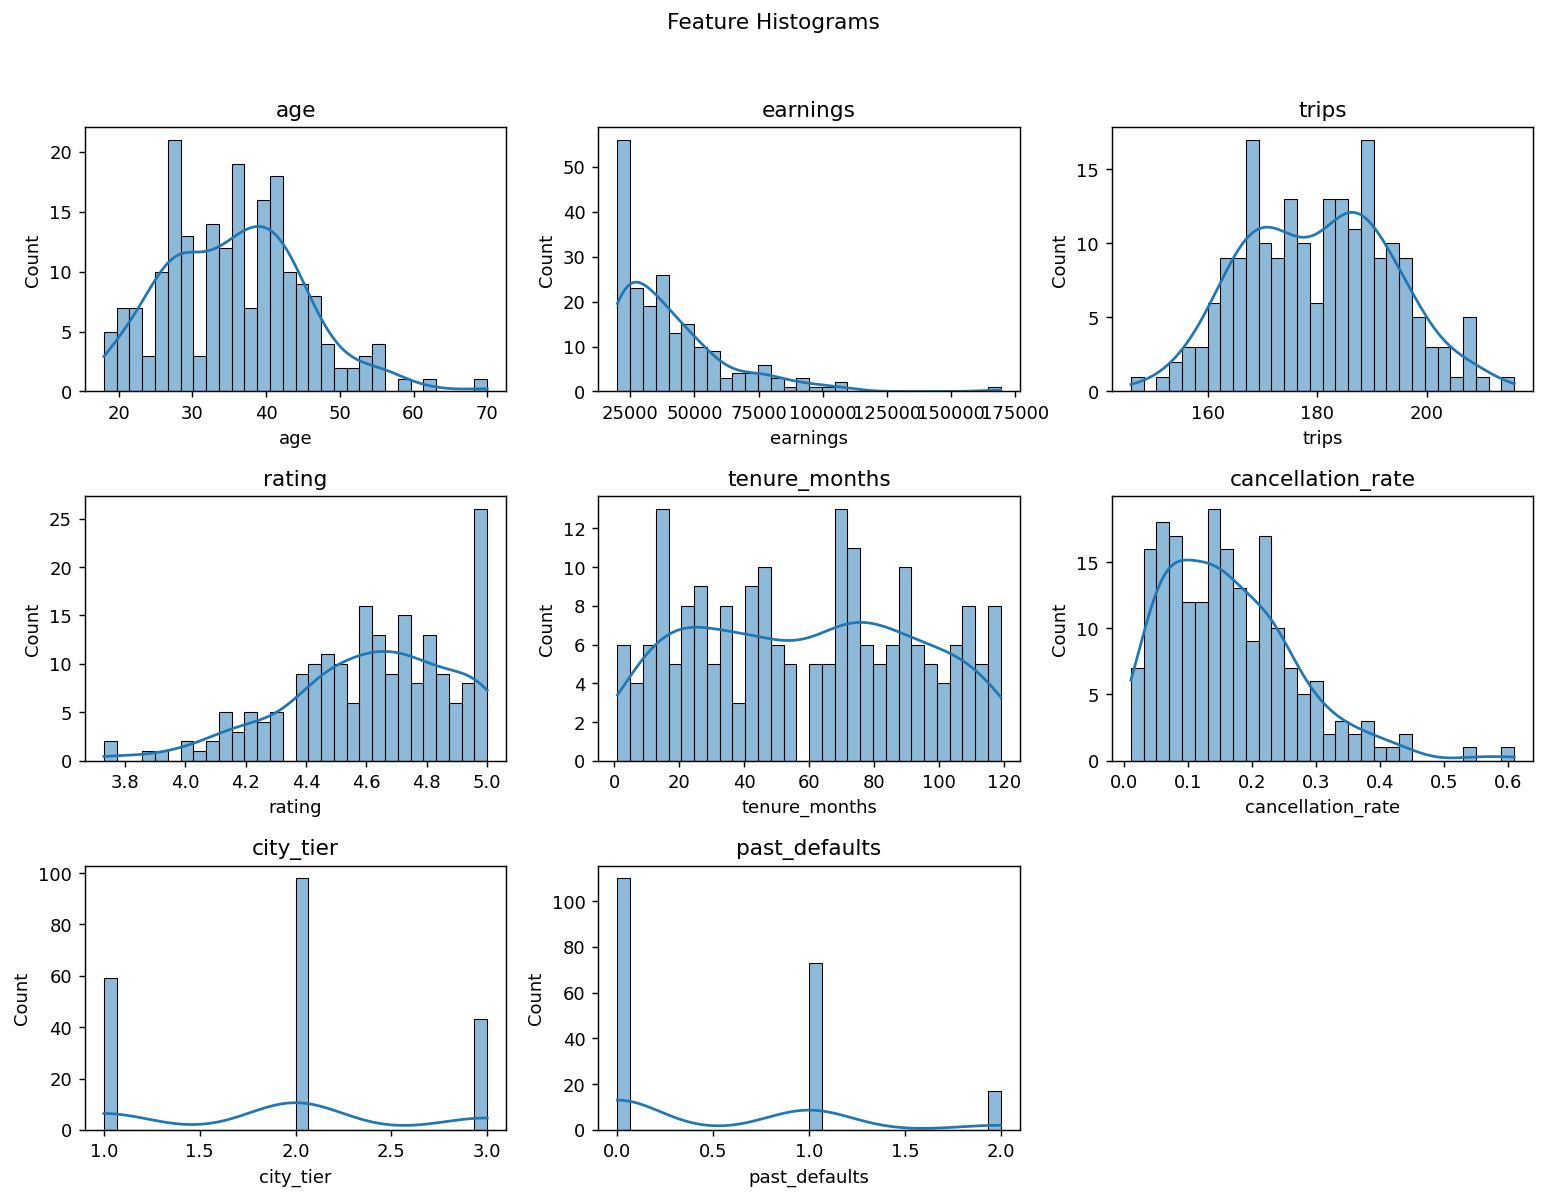 Feature Histograms
age
Count
20
15
10
5
0
20 30 40 50 60 70
age
earnings
Count
50
40
30
20
10
0
25000 50000 75000 100000 125000 150000 175000
earnings
trips
Count
15
10
5
0
160 180 200
trips
rating
Count
25
20
15
10
5
0
3.8 4.0 4.2 4.4 4.6 4.8 5.0
rating
tenure_months
Count
12
10
8
6
4
2
0
0 20 40 60 80 100 120
tenure_months
cancellation_rate
Count
15
10
5
0
0.0 0.1 0.2 0.3 0.4 0.5 0.6
cancellation_rate
city_tier
Count
100
80
60
40
20
0
1.0 1.5 2.0 2.5 3.0
city_tier
past_defaults
Count
100
80
60
40
20
0
0.0 0.5 1.0 1.5 2.0
past_defaults